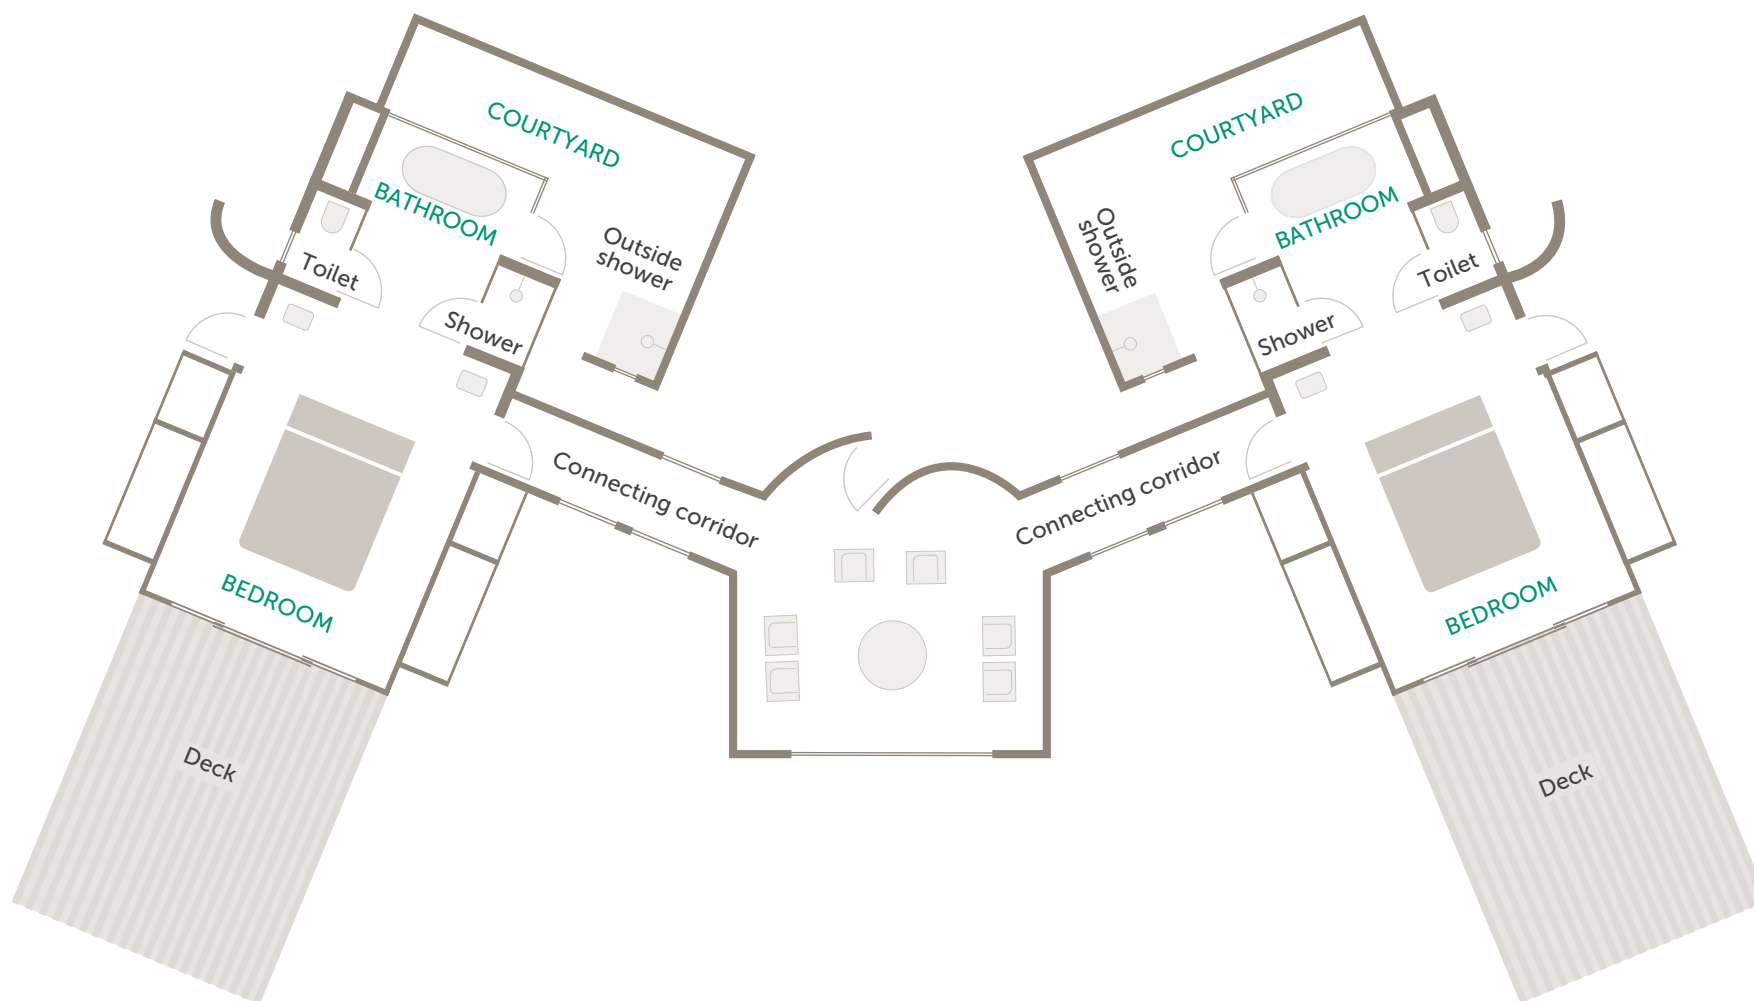 COURTYARD
BATHROOM
Outside
shower
Toilet
Shower
Connecting corridor
BEDROOM
Deck
COURTYARD
BATHROOM
Outside
shower
Toilet
Shower
Connecting corridor
BEDROOM
Deck